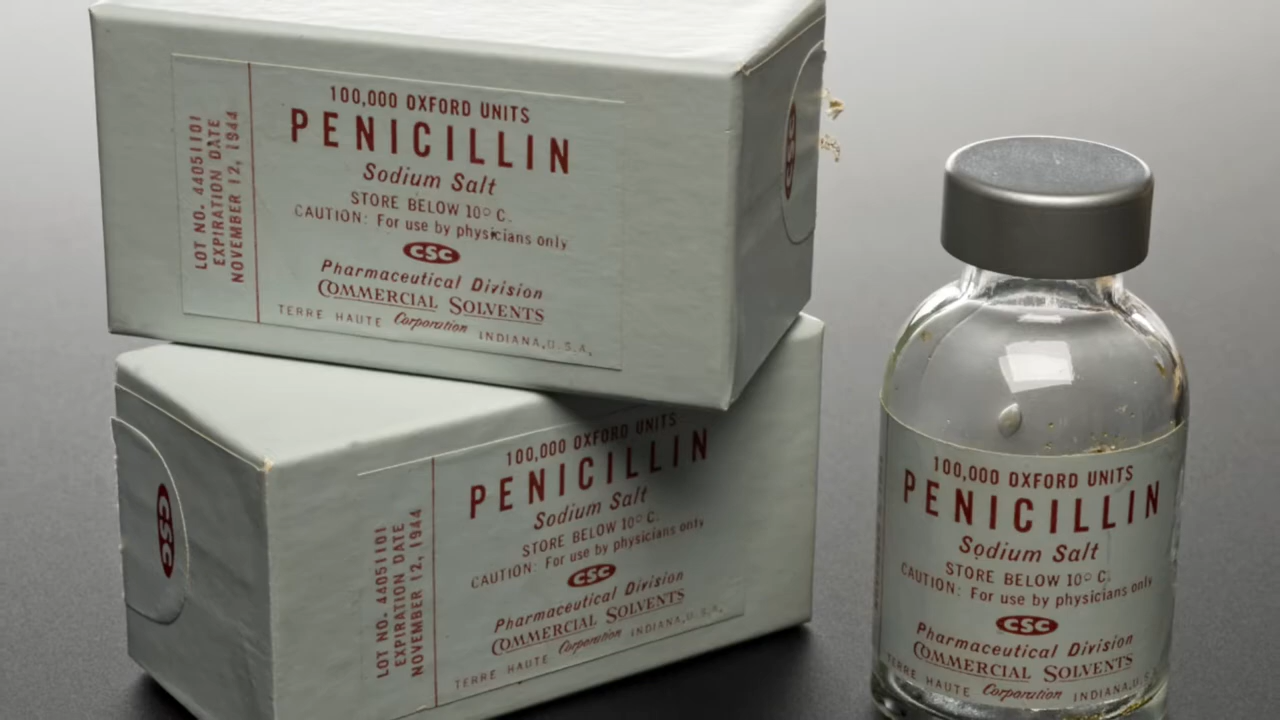 LOT NO. 44051101
EXPIRATION DATE
NOVEMBER 12, 1944
100,000 OXFORD UNITS
PENICILLIN
Sodium Salt
STORE BELOW 10° C.
CAUTION: For use by physicians only
CSC
Pharmaceutical Division
COMMERCIAL SOLVENTS
TERRE HAUTE Corporation INDIANA, U.S.A.
CSC
CSC
LOT NO. 44051101
EXPIRATION DATE
NOVEMBER 12, 1944
100,000 OXFORD UNITS
PENICILLIN
Sodium Salt
STORE BELOW 10° C.
CAUTION: For use by physicians only
CSC
Pharmaceutical Division
COMMERCIAL SOLVENTS
TERRE HAUTE Corporation INDIANA, U.S.A.
100,000 OXFORD UNITS
PENICILLIN
Sodium Salt
STORE BELOW 10° C.
CAUTION: For use by physicians only
CSC
Pharmaceutical Division
COMMERCIAL SOLVENTS
TERRE HAUTE Corporation INDIANA, U.S.